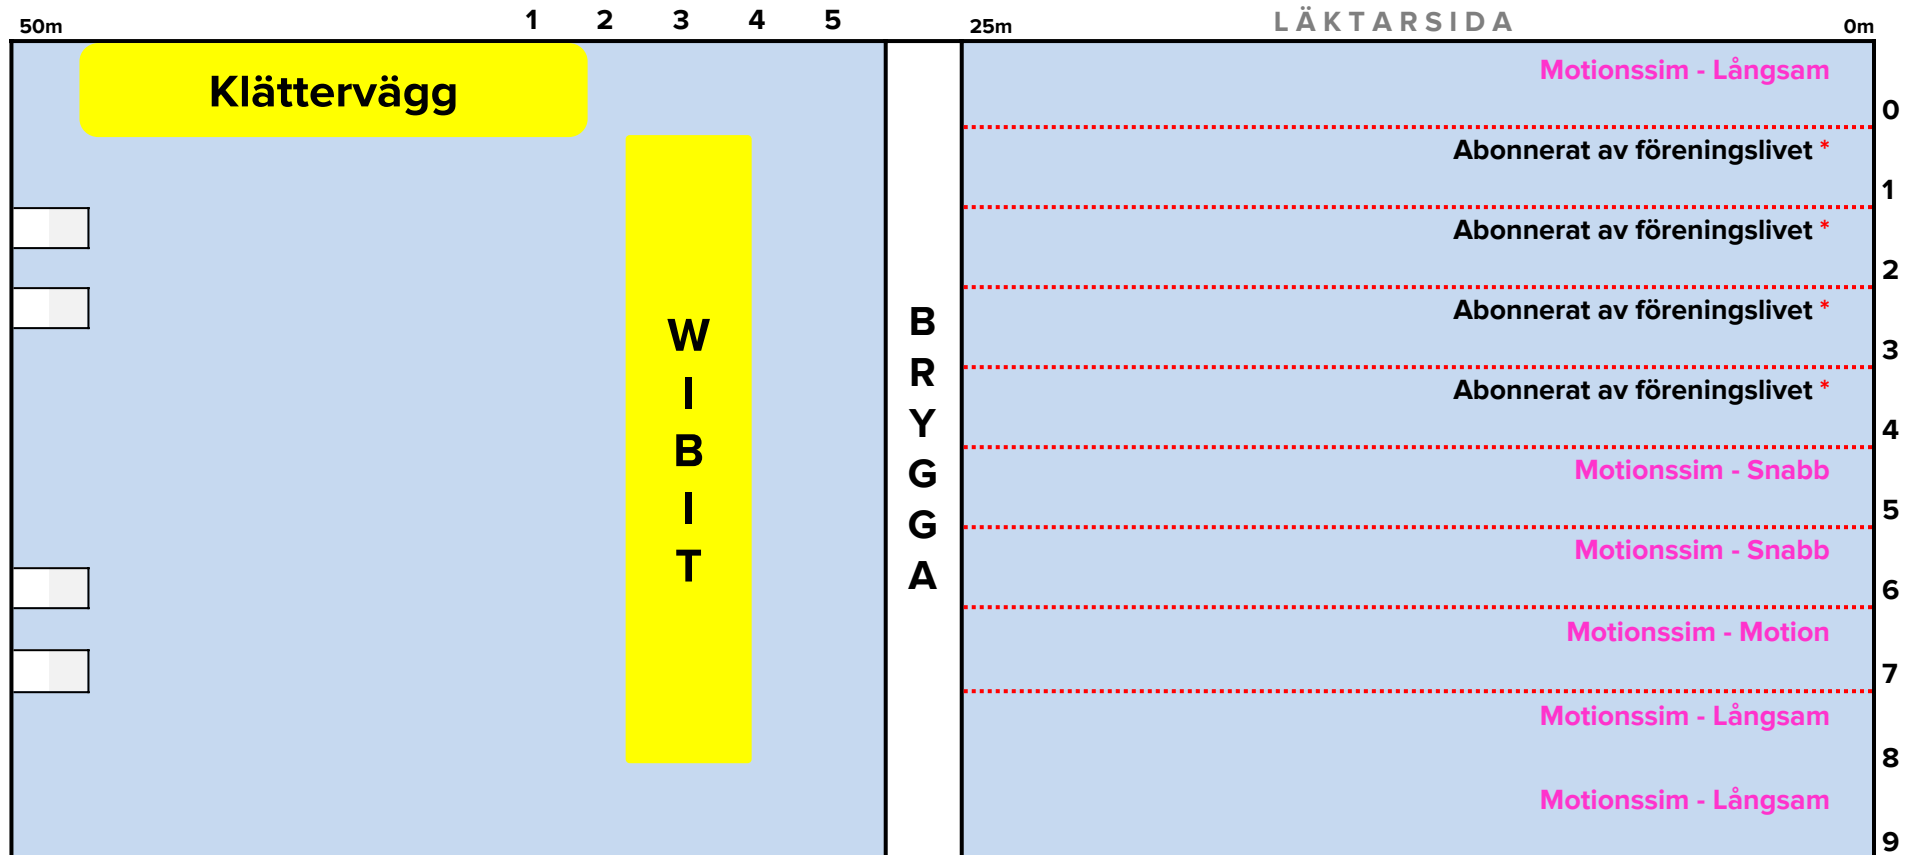 50m
1 2 3 4 5
25m
LÄKTARSIDA
0m
Klättervägg
WIBIT
BRYGGA
Motionssim - Långsam
0
Abonnerat av föreningslivet *
1
Abonnerat av föreningslivet *
2
Abonnerat av föreningslivet *
3
Abonnerat av föreningslivet *
4
Motionssim - Snabb
5
Motionssim - Snabb
6
Motionssim - Motion
7
Motionssim - Långsam
8
Motionssim - Långsam
9